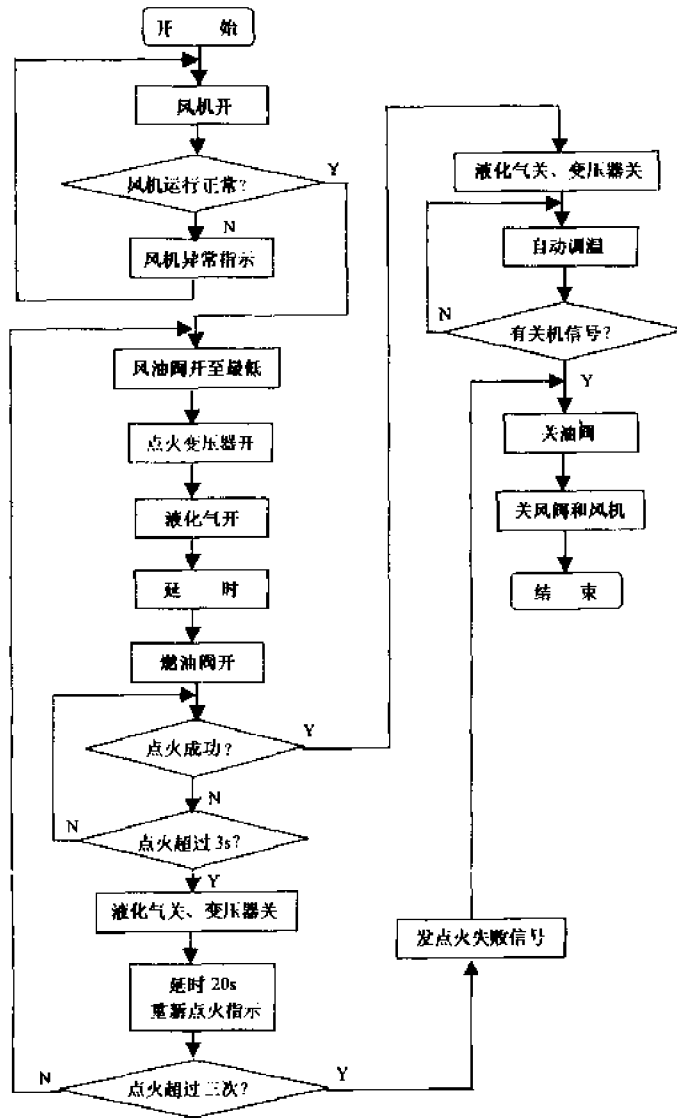 开 始
风机开
风机运行正常?
Y
N
风机异常指示
风油阀开至最低
点火变压器开
液化气开
延 时
燃油阀开
点火成功?
Y
N
点火超过 3s?
N
Y
液化气关、变压器关
延时 20s
重新点火指示
点火超过三次?
N
Y
发点火失败信号
液化气关、变压器关
自动调温
有关机信号?
N
Y
关油阀
关风阀和风机
结 束